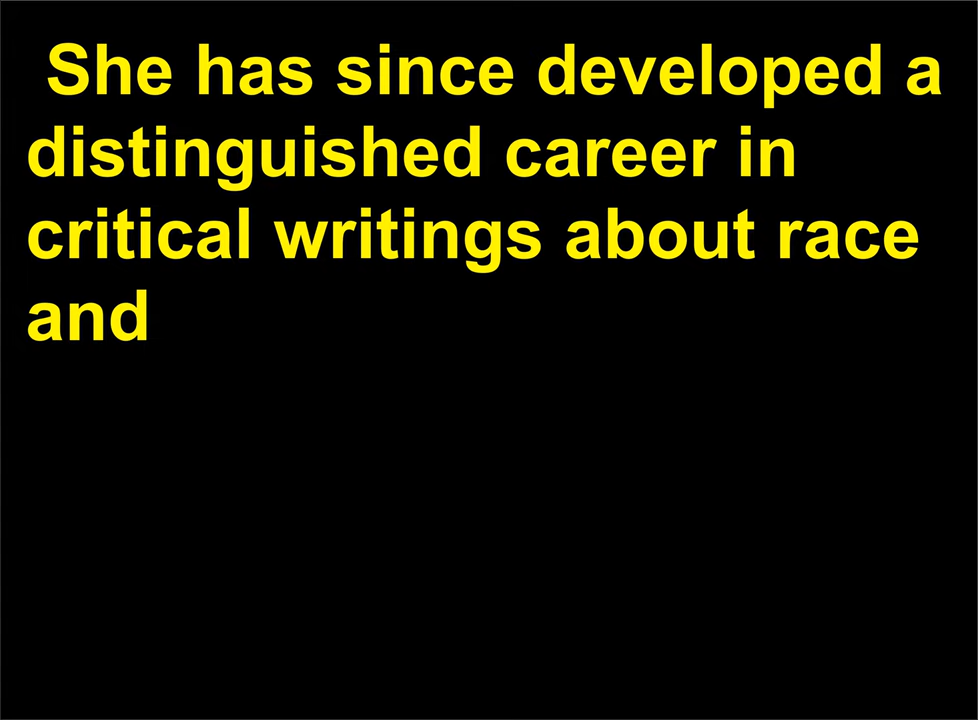 She has since developed a
distinguished career in
critical writings about race
and